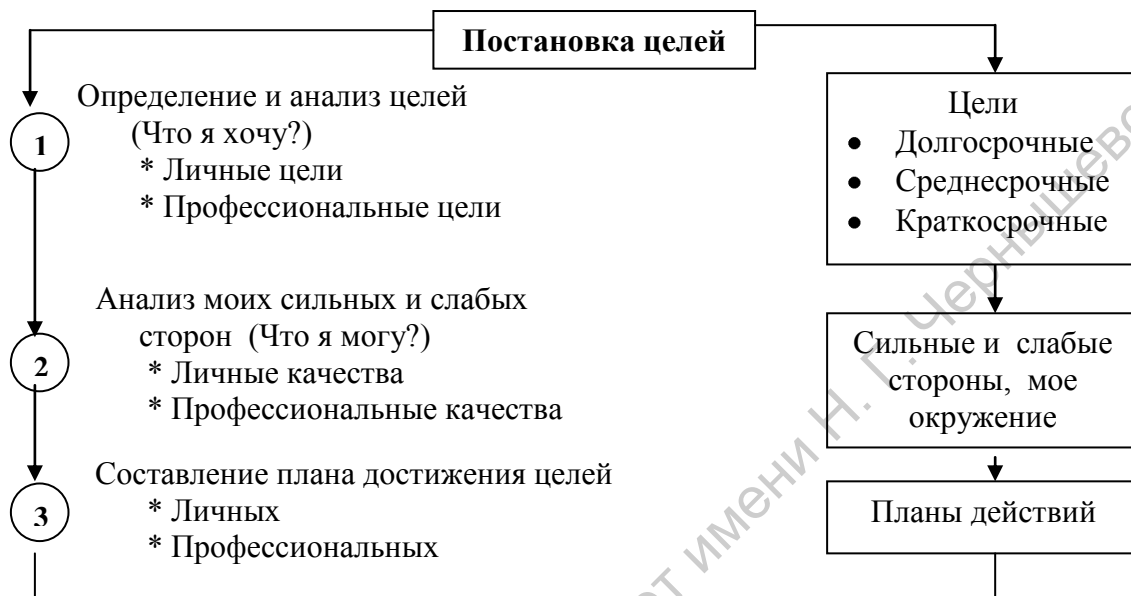 Постановка целей
Определение и анализ целей
(Что я хочу?)
* Личные цели
* Профессиональные цели
1
Анализ моих сильных и слабых
сторон (Что я могу?)
* Личные качества
* Профессиональные качества
2
Составление плана достижения целей
* Личных
* Профессиональных
3
Цели
• Долгосрочные
• Среднесрочные
• Краткосрочные
Сильные и слабые
стороны, мое
окружение
Планы действий
имени Н. Г.